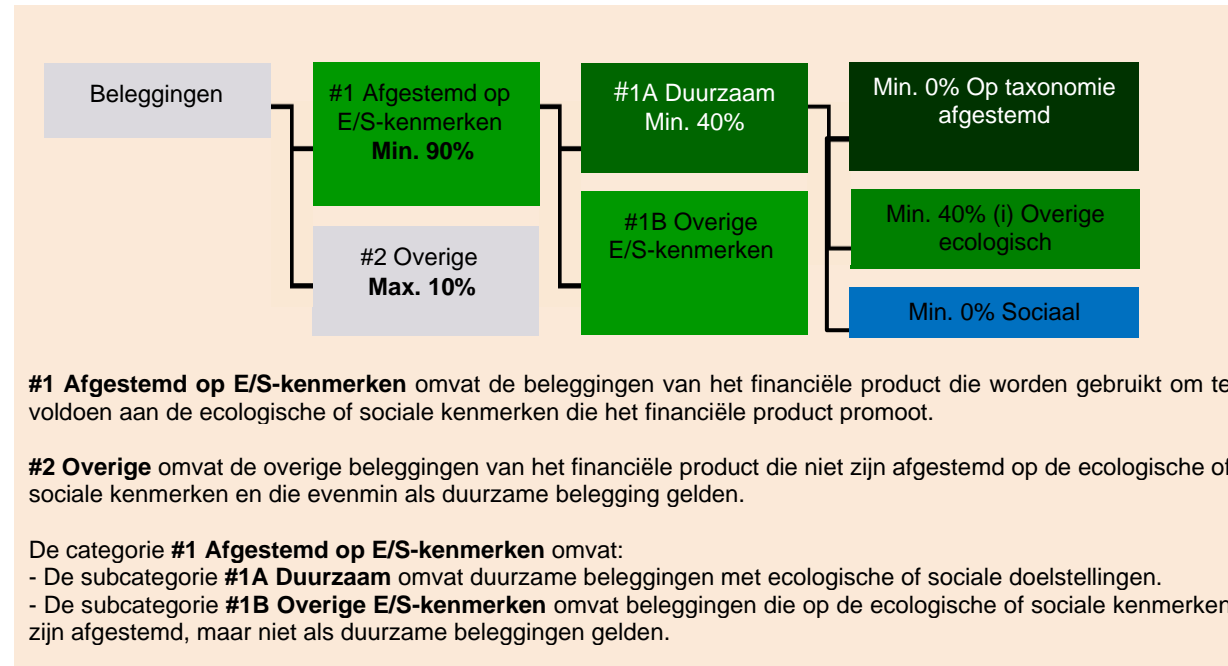 Beleggingen
#1 Afgestemd op
E/S-kenmerken
Min. 90%
#2 Overige
Max. 10%
#1A Duurzaam
Min. 40%
#1B Overige
E/S-kenmerken
Min. 0% Op taxonomie
afgestemd
Min. 40% (i) Overige
ecologisch
Min. 0% Sociaal
#1 Afgestemd op E/S-kenmerken omvat de beleggingen van het financiële product die worden gebruikt om te
voldoen aan de ecologische of sociale kenmerken die het financiële product promoot.
#2 Overige omvat de overige beleggingen van het financiële product die niet zijn afgestemd op de ecologische of
sociale kenmerken en die evenmin als duurzame belegging gelden.
De categorie #1 Afgestemd op E/S-kenmerken omvat:
- De subcategorie #1A Duurzaam omvat duurzame beleggingen met ecologische of sociale doelstellingen.
- De subcategorie #1B Overige E/S-kenmerken omvat beleggingen die op de ecologische of sociale kenmerken
zijn afgestemd, maar niet als duurzame beleggingen gelden.